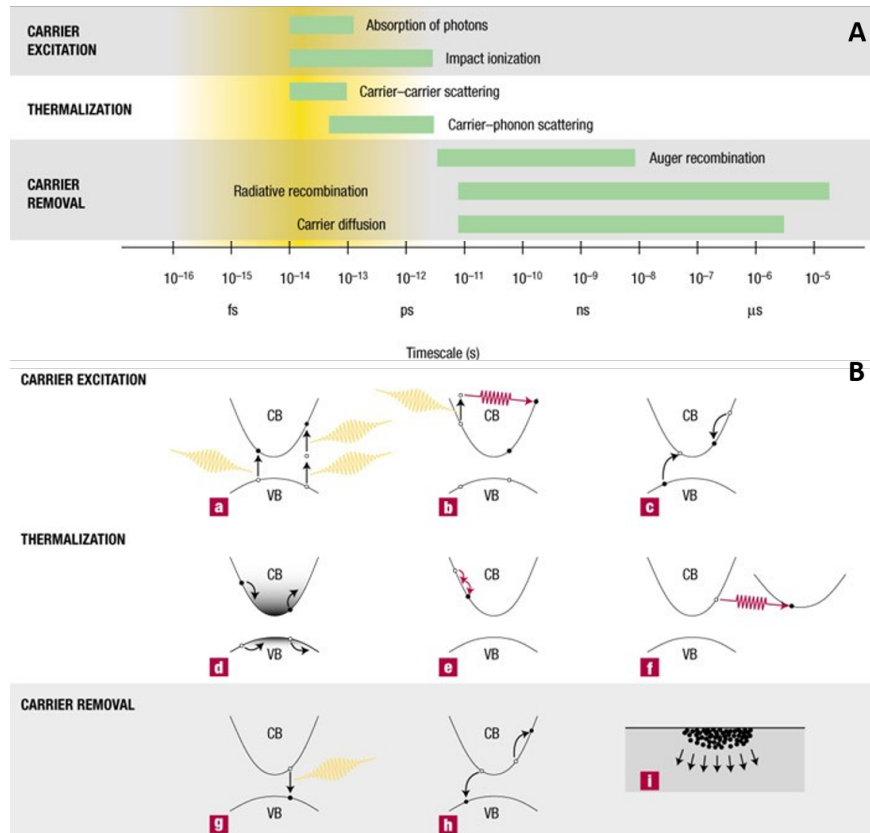 A
CARRIER
EXCITATION
Absorption of photons
Impact ionization
THERMALIZATION
Carrier–carrier scattering
Carrier–phonon scattering
CARRIER
REMOVAL
Auger recombination
Radiative recombination
Carrier diffusion
10⁻¹⁶ 10⁻¹⁵ 10⁻¹⁴ 10⁻¹³ 10⁻¹² 10⁻¹¹ 10⁻¹⁰ 10⁻⁹ 10⁻⁸ 10⁻⁷ 10⁻⁶ 10⁻⁵
fs ps ns μs
Timescale (s)
B
CARRIER EXCITATION
CB CB CB
VB VB VB
a b c
THERMALIZATION
CB CB CB
VB VB VB
d e f
CARRIER REMOVAL
CB CB
VB VB
g h i